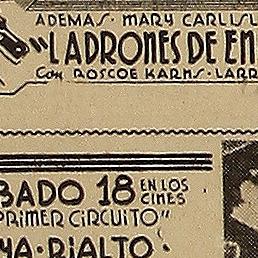 ADEMAS· MARY CARLISL
"LADRONES DE EN
Con ROSCOE KARNS·LARR
BADO 18 EN LOS
CINES
PRIMER CIRCUITO"
MA·RIALTO·